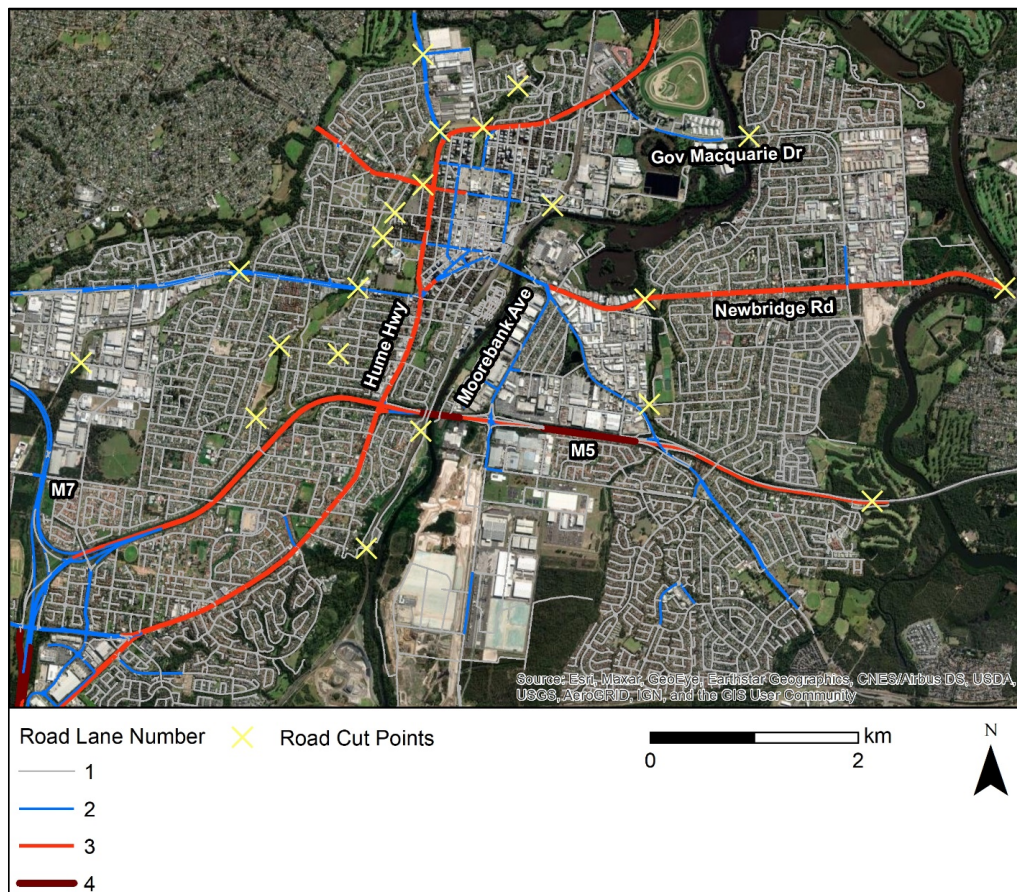 Gov Macquarie Dr
Newbridge Rd
Hume Hwy
Moorebank Ave
M5
M7
Source: Esri, Maxar, GeoEye, Earthstar Geographics, CNES/Airbus DS, USDA,
USGS, AeroGRID, IGN, and the GIS User Community
Road Lane Number
Road Cut Points
1
2
3
4
km
0
2
N